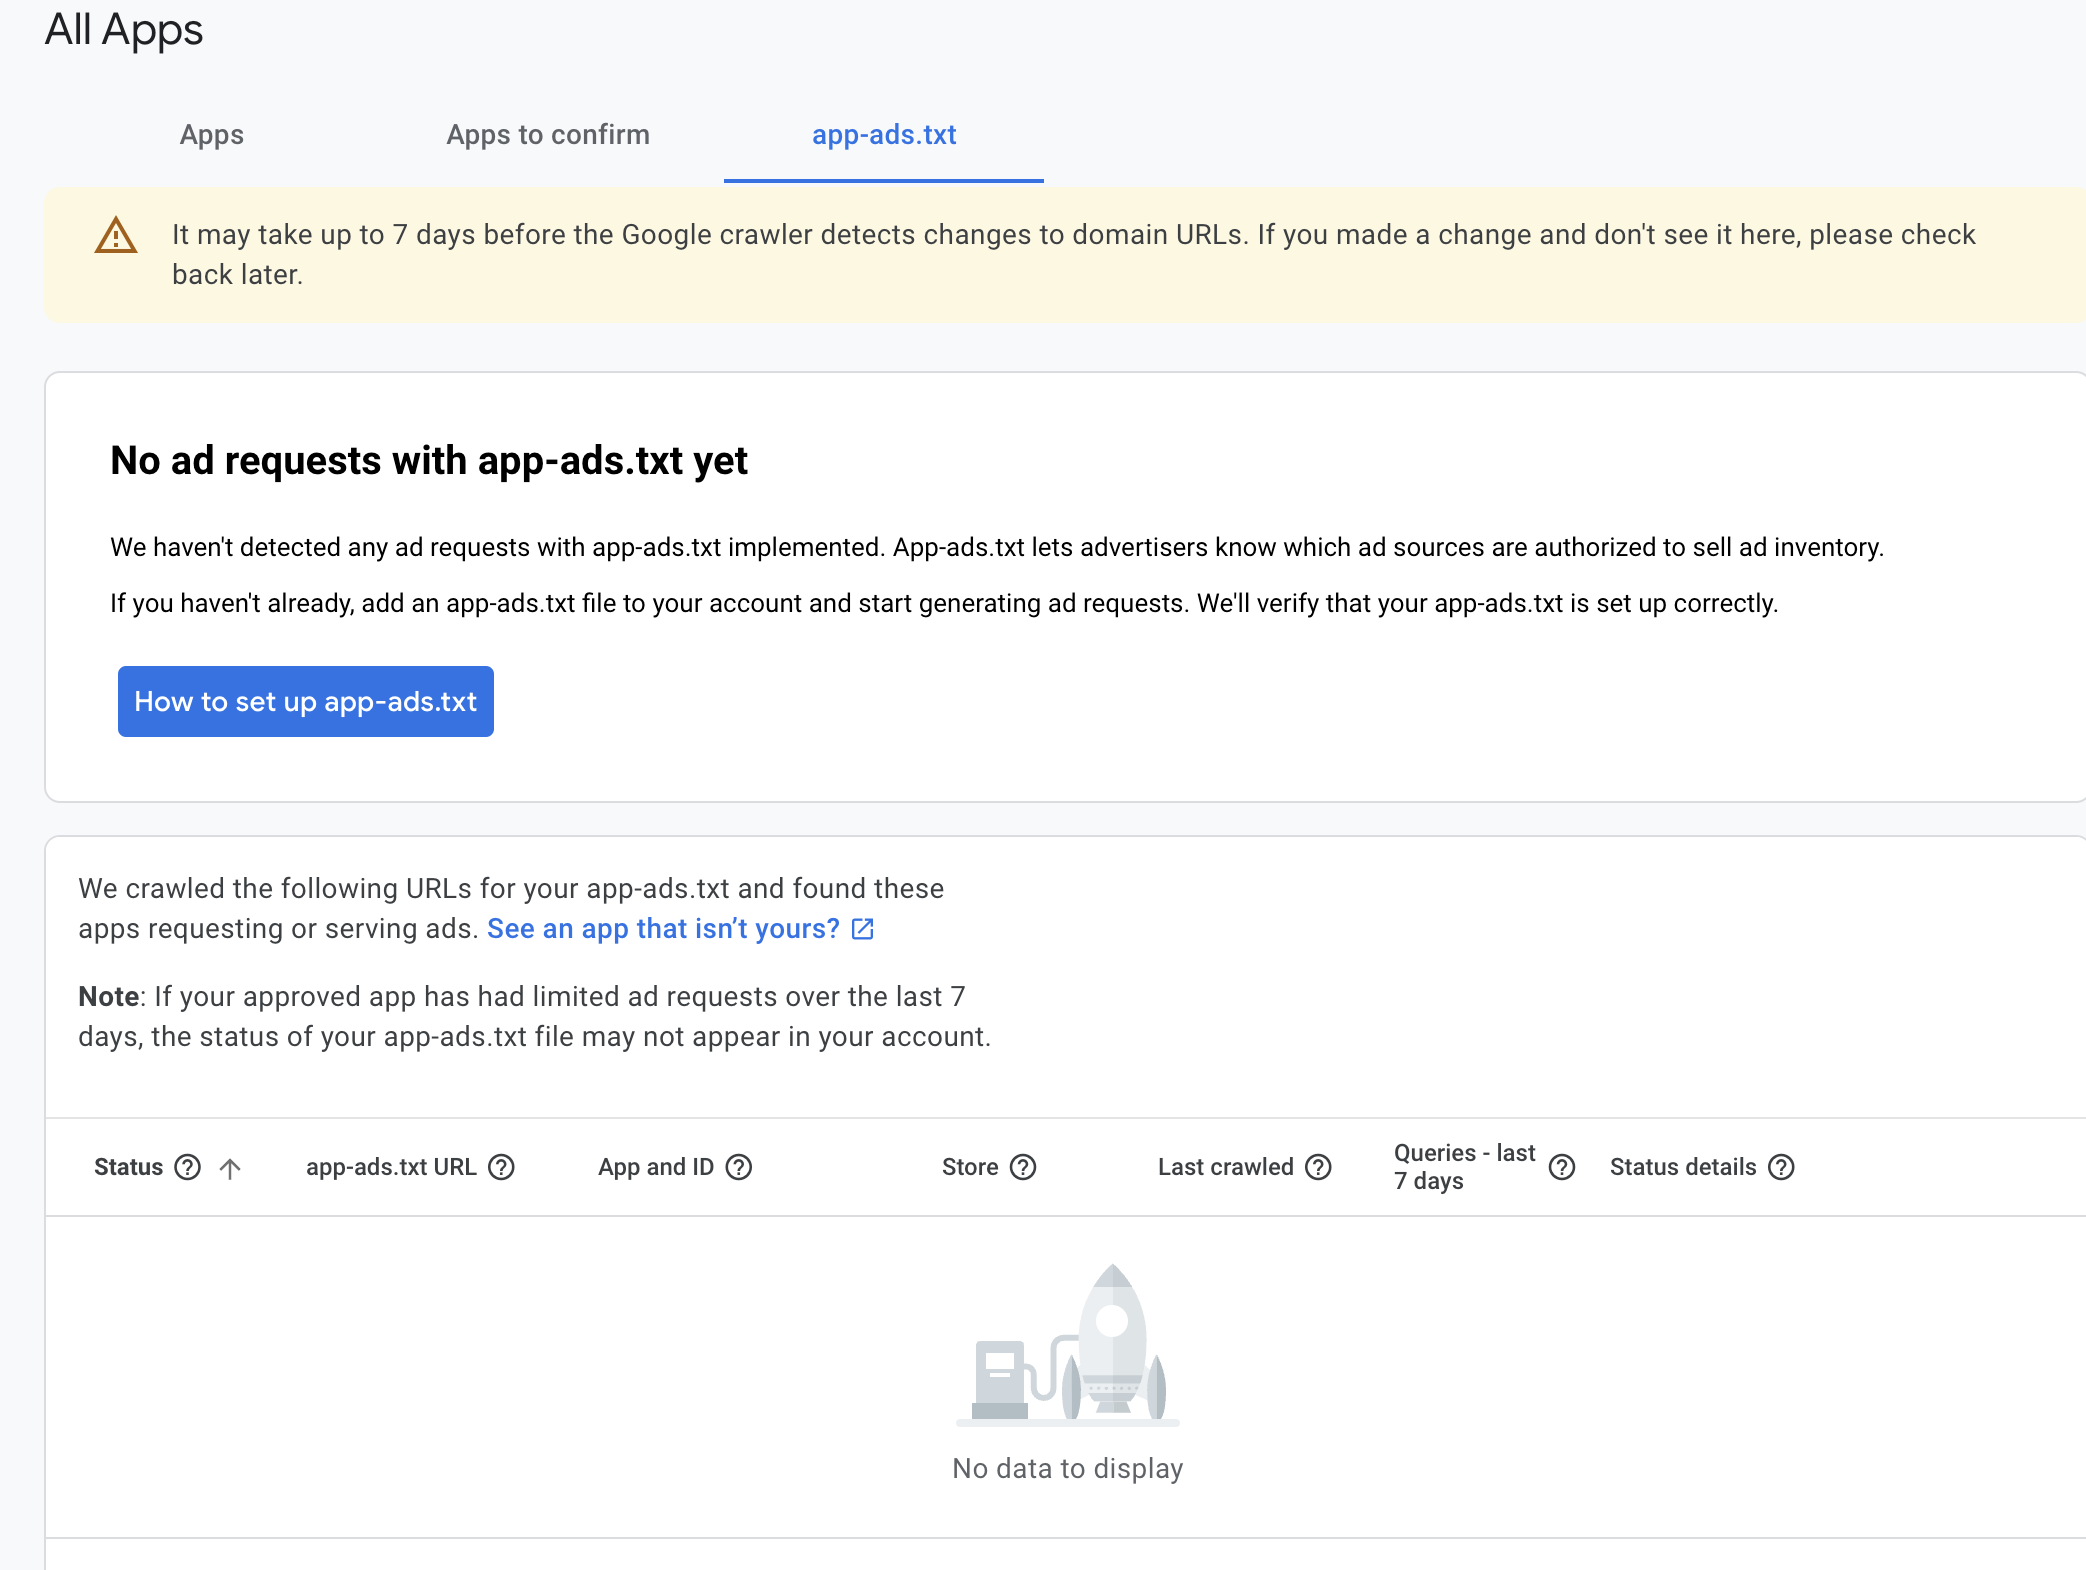 All Apps
Apps
Apps to confirm
app-ads.txt
It may take up to 7 days before the Google crawler detects changes to domain URLs. If you made a change and don't see it here, please check
back later.
No ad requests with app-ads.txt yet
We haven't detected any ad requests with app-ads.txt implemented. App-ads.txt lets advertisers know which ad sources are authorized to sell ad inventory.
If you haven't already, add an app-ads.txt file to your account and start generating ad requests. We'll verify that your app-ads.txt is set up correctly.
How to set up app-ads.txt
We crawled the following URLs for your app-ads.txt and found these
apps requesting or serving ads. See an app that isn’t yours?
Note: If your approved app has had limited ad requests over the last 7
days, the status of your app-ads.txt file may not appear in your account.
Status
app-ads.txt URL
App and ID
Store
Last crawled
Queries - last
7 days
Status details
No data to display